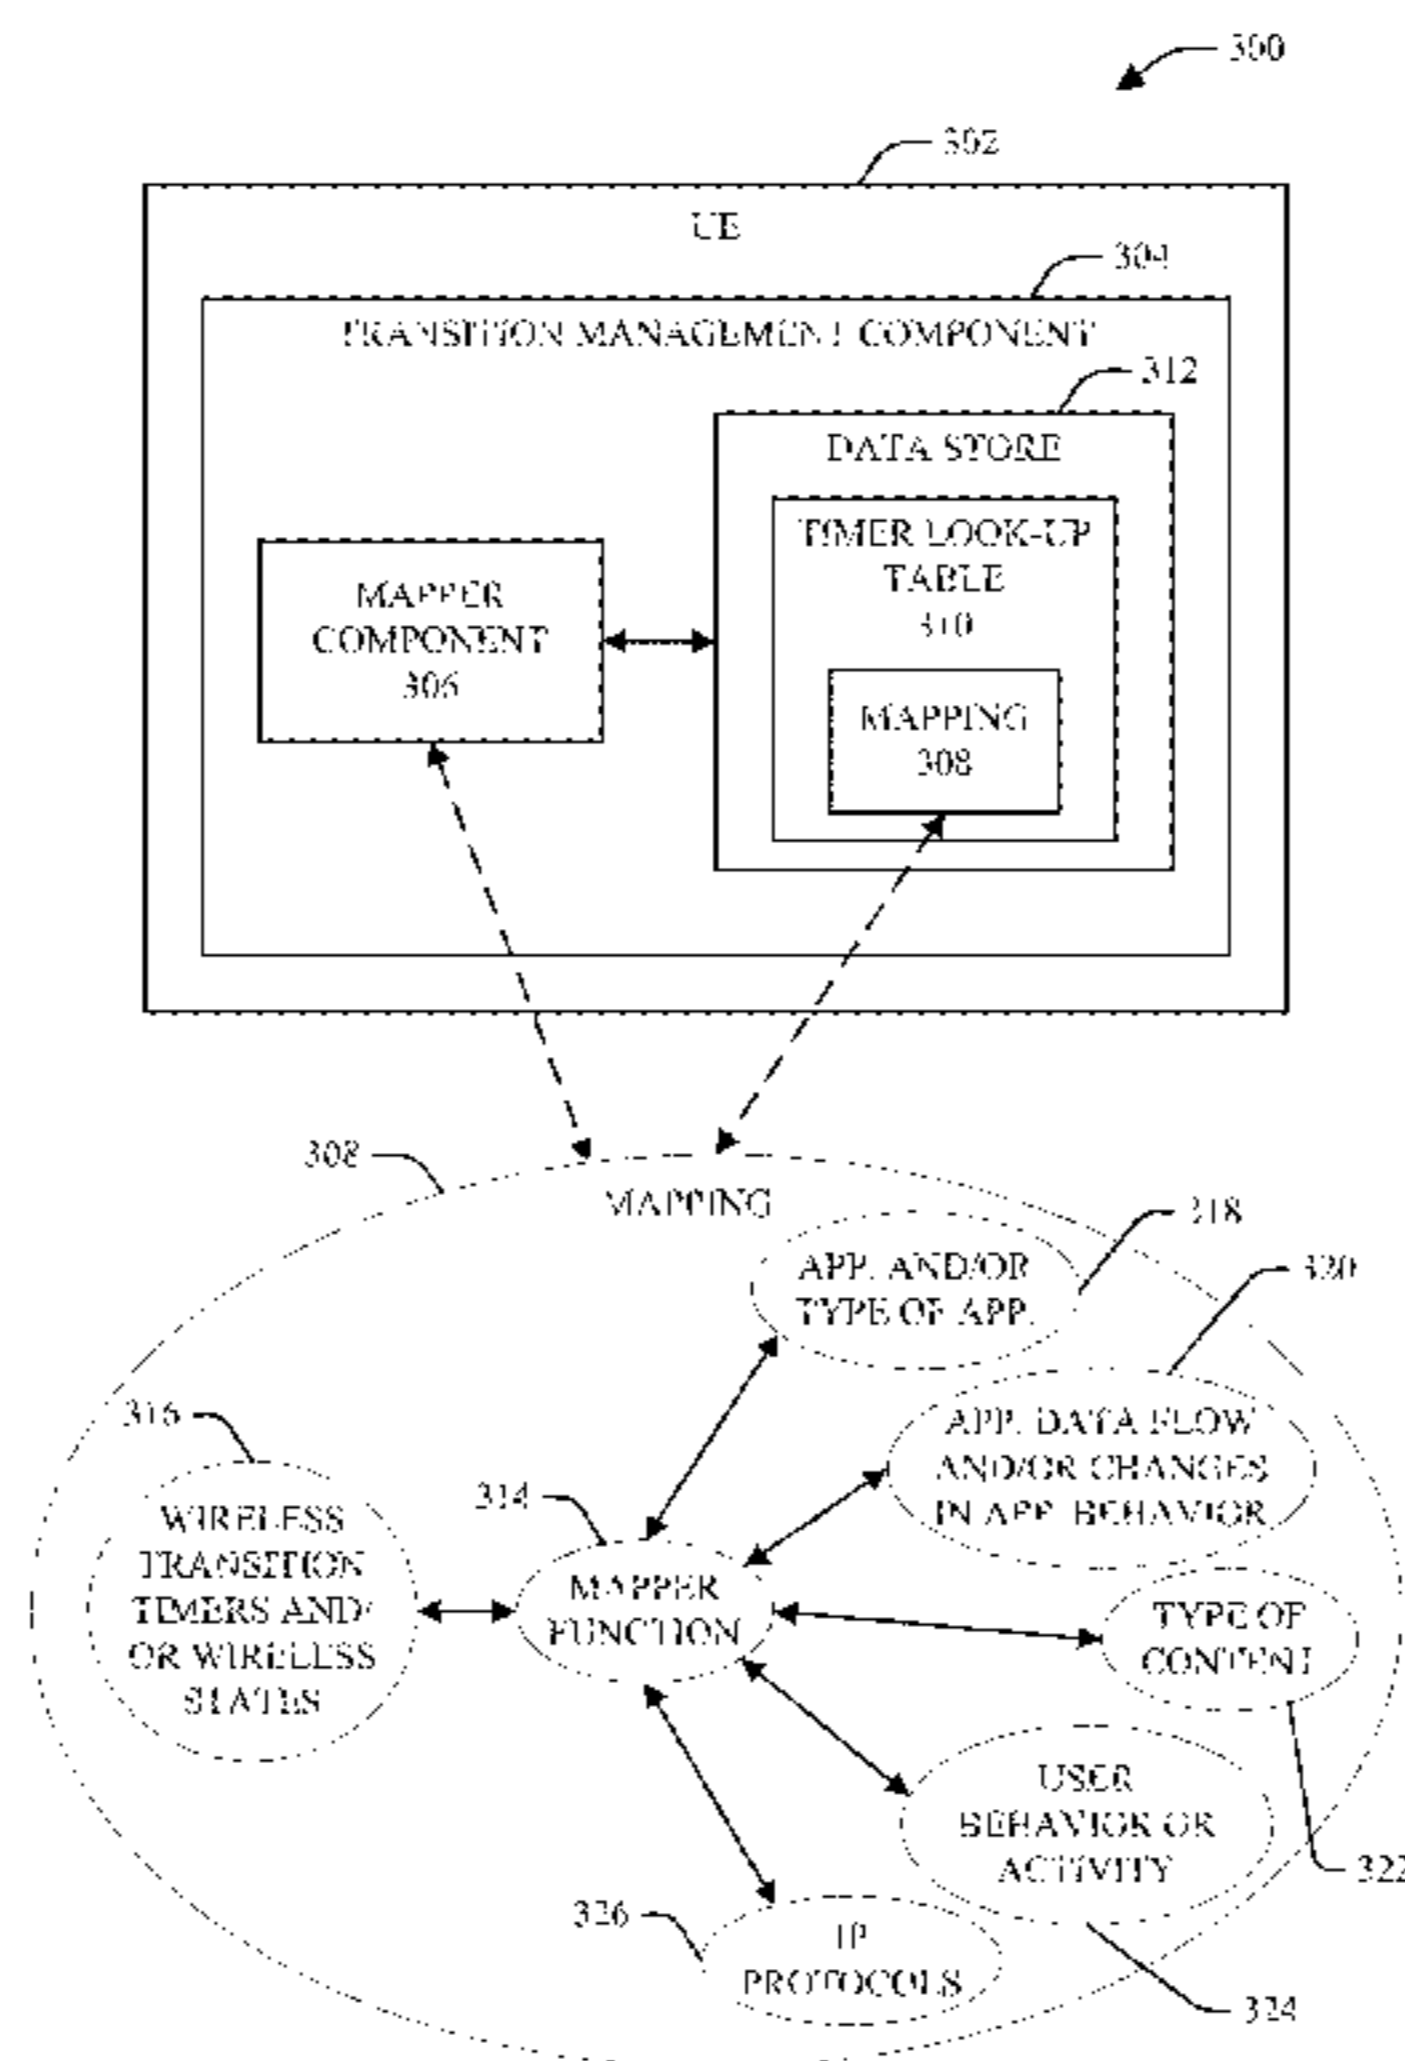 300
302
UE
304
TRANSITION MANAGEMENT COMPONENT
312
DATA STORE
TIMER LOOK-UP
TABLE
310
MAPPER
COMPONENT
306
MAPPING
308
308
MAPPING
318
APP. AND/OR
TYPE OF APP.
320
APP. DATA FLOW
AND/OR CHANGES
IN APP. BEHAVIOR
316
WIRELESS
TRANSITION
TIMERS AND/
OR WIRELESS
STATES
314
MAPPER
FUNCTION
TYPE OF
CONTENT
322
USER
BEHAVIOR OR
ACTIVITY
324
326
IP
PROTOCOLS